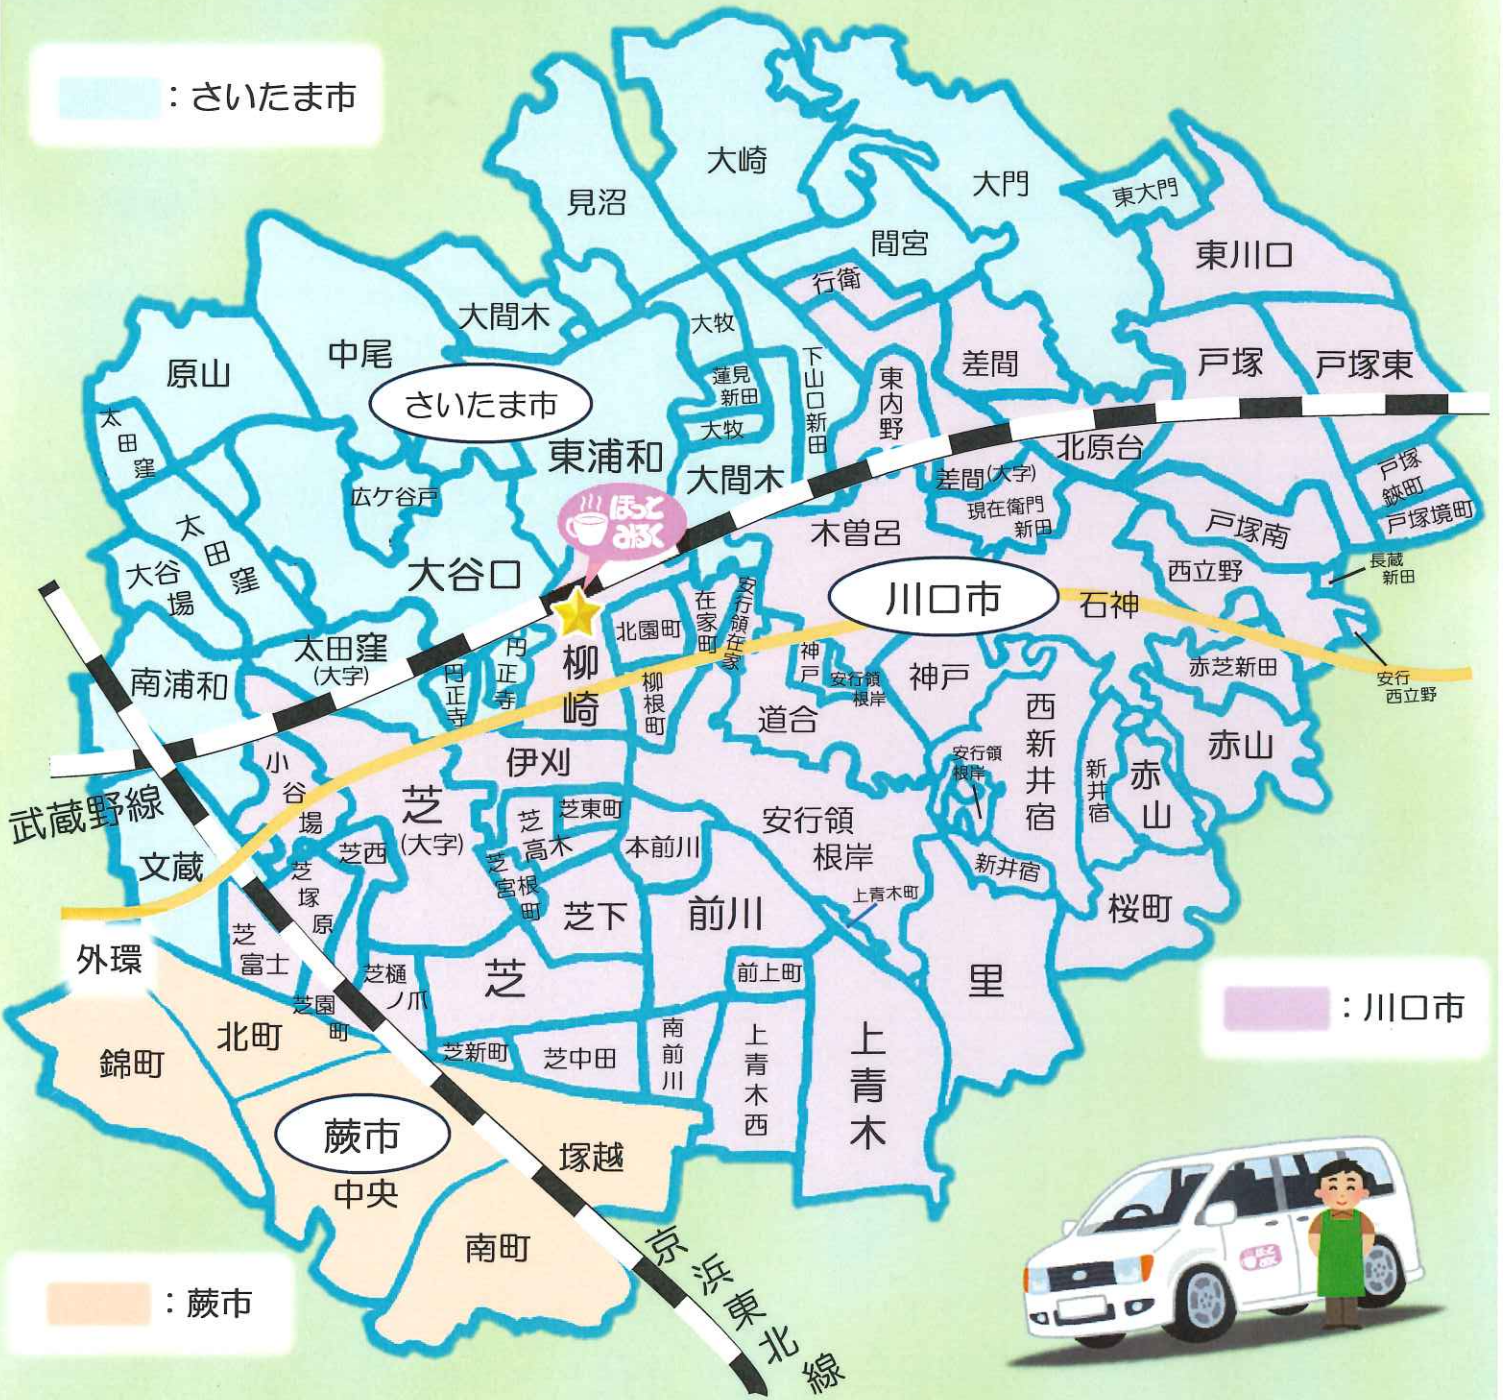 ：さいたま市
大崎
見沼
大門
東大門
間宮
東川口
行衛
大間木
大牧
原山
中尾
さいたま市
蓮見
新田
大牧
下山口新田
東内野
差間
戸塚
戸塚東
太田窪
東浦和
大間木
北原台
差間(大字)
現在衛門
新田
戸塚
鋏町
戸塚境町
広ケ谷戸
ほっと
みるく
木曽呂
戸塚南
太田窪
大谷場
大谷口
西立野
長蔵
新田
川口市
石神
安行領在家
在家町
北園町
太田窪
(大字)
円正寺
円正寺
柳崎
神戸
安行領
根岸
神戸
赤芝新田
安行
西立野
南浦和
柳根町
道合
西新井宿
赤山
小谷場
伊刈
安行領
根岸
新井宿
赤山
武蔵野線
芝
(大字)
芝東町
芝高木
本前川
安行領
根岸
文蔵
芝西
芝塚原
芝宮根町
新井宿
上青木町
桜町
芝下
前川
外環
芝富士
芝樋ノ爪
芝
前上町
里
：川口市
芝園町
北町
錦町
芝新町
芝中田
南前川
上青木西
上青木
蕨市
中央
塚越
南町
京浜東北線
：蕨市
ほっと
みるく